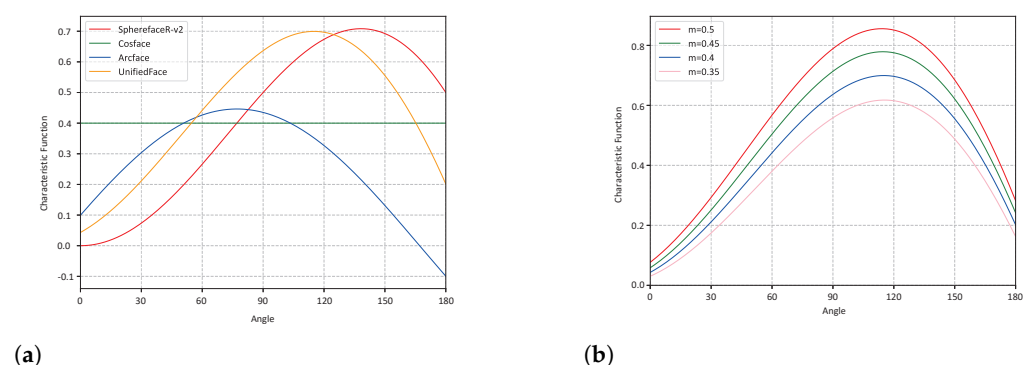 SpherefaceR-v2
Cosface
Arcface
UnifiedFace
0.7
0.6
0.5
0.4
0.3
0.2
0.1
0.0
-0.1
Characteristic Function
0 30 60 90 120 150 180
Angle
(a)
m=0.5
m=0.45
m=0.4
m=0.35
0.8
0.6
0.4
0.2
0.0
Characteristic Function
0 30 60 90 120 150 180
Angle
(b)